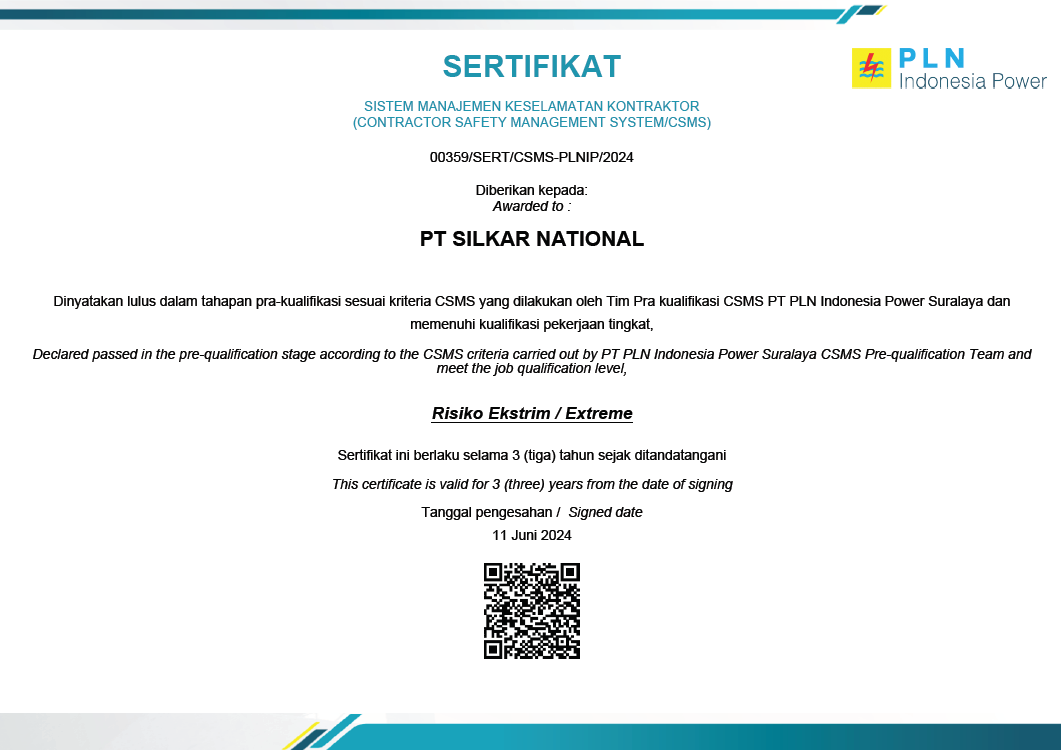 SERTIFIKAT
PLN
Indonesia Power
SISTEM MANAJEMEN KESELAMATAN KONTRAKTOR
(CONTRACTOR SAFETY MANAGEMENT SYSTEM/CSMS)
00359/SERT/CSMS-PLNIP/2024
Diberikan kepada:
Awarded to :
PT SILKAR NATIONAL
Dinyatakan lulus dalam tahapan pra-kualifikasi sesuai kriteria CSMS yang dilakukan oleh Tim Pra kualifikasi CSMS PT PLN Indonesia Power Suralaya dan
memenuhi kualifikasi pekerjaan tingkat,
Declared passed in the pre-qualification stage according to the CSMS criteria carried out by PT PLN Indonesia Power Suralaya CSMS Pre-qualification Team and
meet the job qualification level,
Risiko Ekstrim / Extreme
Sertifikat ini berlaku selama 3 (tiga) tahun sejak ditandatangani
This certificate is valid for 3 (three) years from the date of signing
Tanggal pengesahan / Signed date
11 Juni 2024